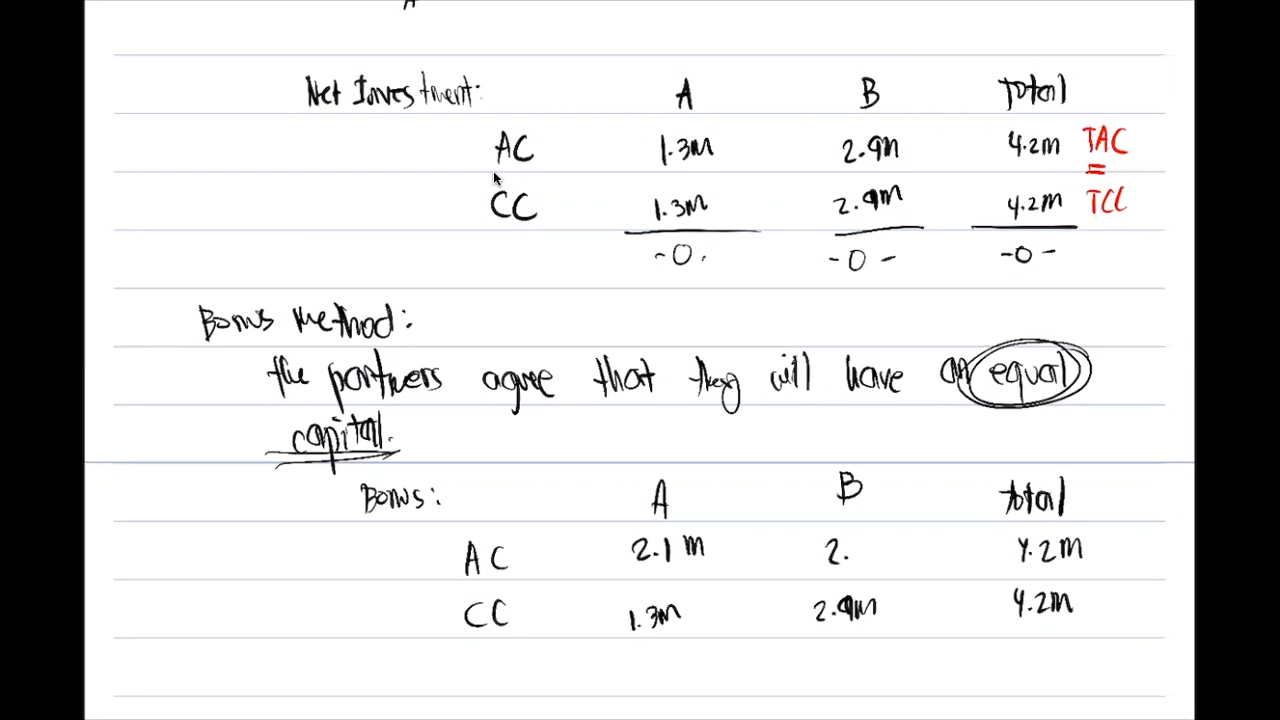 Net Investment: A B Total
AC 1.3M 2.9M 4.2M TAC
=
CC 1.3M 2.9M 4.2M TCC
-0- -0- -0-
Bonus Method:
the partners agree that they will have an equal
capital.
Bonus: A B total
AC 2.1M 2. 4.2M
CC 1.3M 2.9M 4.2M